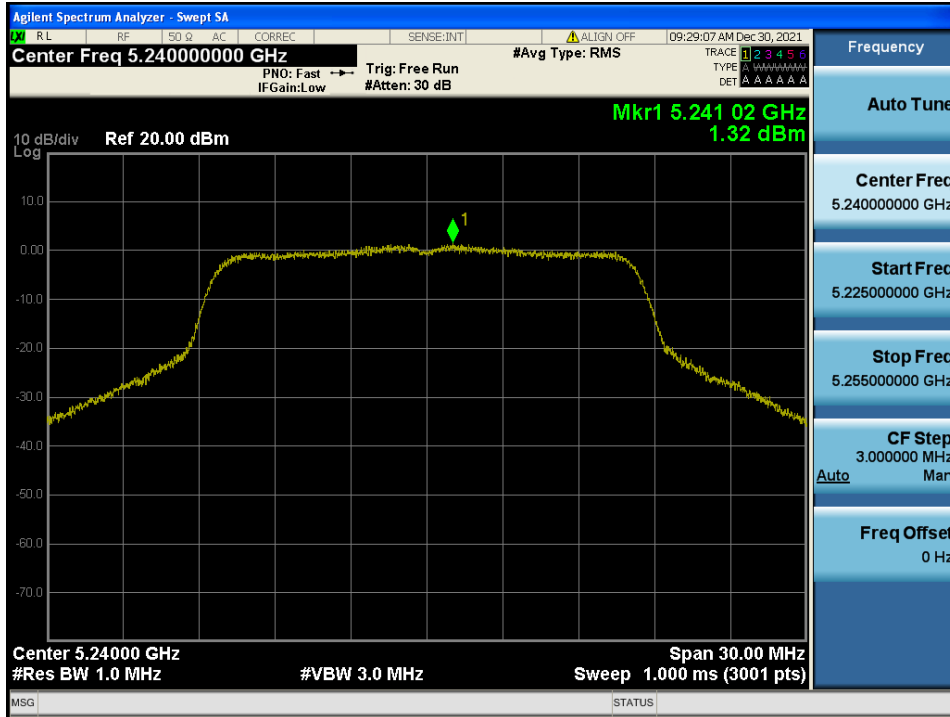 Agilent Spectrum Analyzer - Swept SA
LXI RL RF 50 Ω AC CORREC SENSE:INT ALIGN OFF 09:29:07 AM Dec 30, 2021
Center Freq 5.240000000 GHz
PNO: Fast
IFGain:Low
Trig: Free Run
#Atten: 30 dB
#Avg Type: RMS
TRACE 1 2 3 4 5 6
TYPE A WWWWW
DET A A A A A A
Mkr1 5.241 02 GHz
1.32 dBm
10 dB/div Ref 20.00 dBm
Log
1
10.0
0.00
-10.0
-20.0
-30.0
-40.0
-50.0
-60.0
-70.0
Center 5.24000 GHz Span 30.00 MHz
#Res BW 1.0 MHz #VBW 3.0 MHz Sweep 1.000 ms (3001 pts)
MSG STATUS
Frequency
Auto Tune
Center Freq
5.240000000 GHz
Start Freq
5.225000000 GHz
Stop Freq
5.255000000 GHz
CF Step
3.000000 MHz
Auto Man
Freq Offset
0 Hz